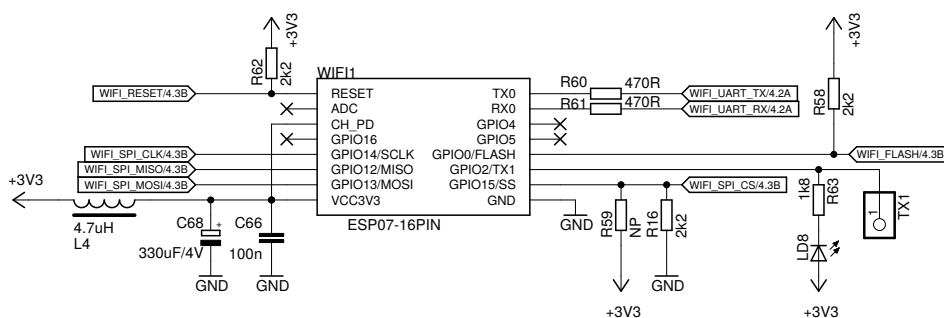 +3V3
+3V3
R62
2k2
WIFI1
R60
470R
R61
470R
R58
2k2
WIFI_RESET/4.3B
RESET
TX0
WIFI_UART_TX/4.2A
ADC
RX0
WIFI_UART_RX/4.2A
CH_PD
GPIO4
GPIO16
GPIO5
WIFI_SPI_CLK/4.3B
GPIO14/SCLK
GPIO0/FLASH
WIFI_FLASH/4.3B
WIFI_SPI_MISO/4.3B
GPIO12/MISO
GPIO2/TX1
WIFI_SPI_MOSI/4.3B
GPIO13/MOSI
GPIO15/SS
WIFI_SPI_CS/4.3B
+3V3
VCC3V3
GND
ESP07-16PIN
4.7uH
L4
C68
+
330uF/4V
C66
100n
GND
GND
GND
R59
NP
R16
2k2
1k8
R63
1
TX1
LD8
GND
+3V3
+3V3